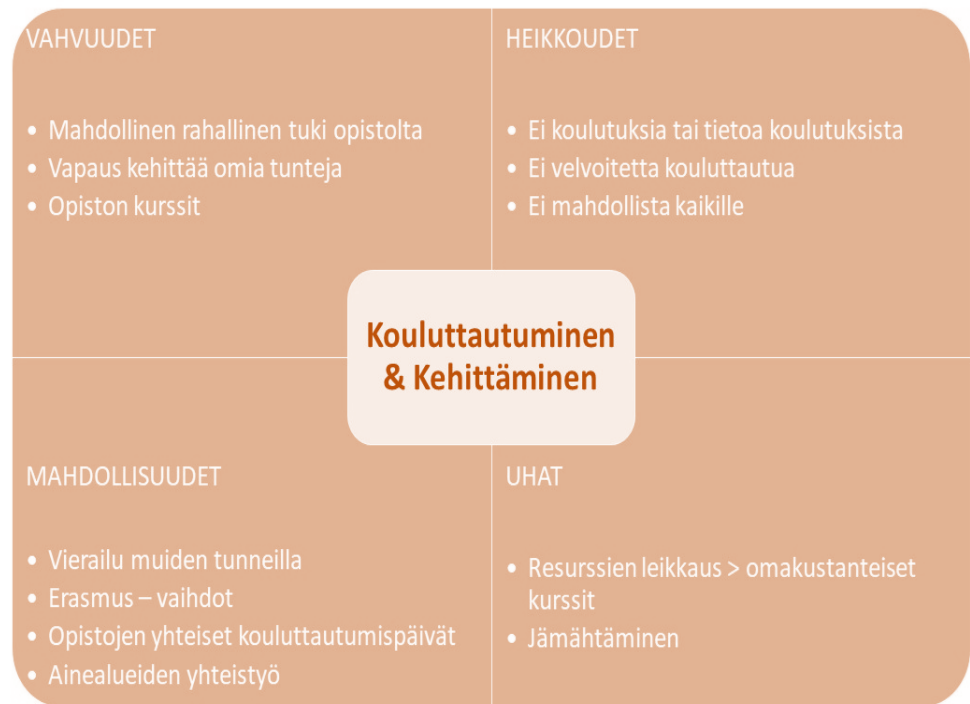 VAHVUUDET
• Mahdollinen rahallinen tuki opistolta
• Vapaus kehittää omia tunteja
• Opiston kurssit
HEIKKOUDET
• Ei koulutuksia tai tietoa koulutuksista
• Ei velvoitetta kouluttautua
• Ei mahdollista kaikille
Kouluttautuminen
& Kehittäminen
MAHDOLLISUUDET
• Vierailu muiden tunneilla
• Erasmus – vaihdot
• Opistojen yhteiset kouluttautumispäivät
• Ainealueiden yhteistyö
UHAT
• Resurssien leikkaus > omakustanteiset
kurssit
• Jämähtäminen